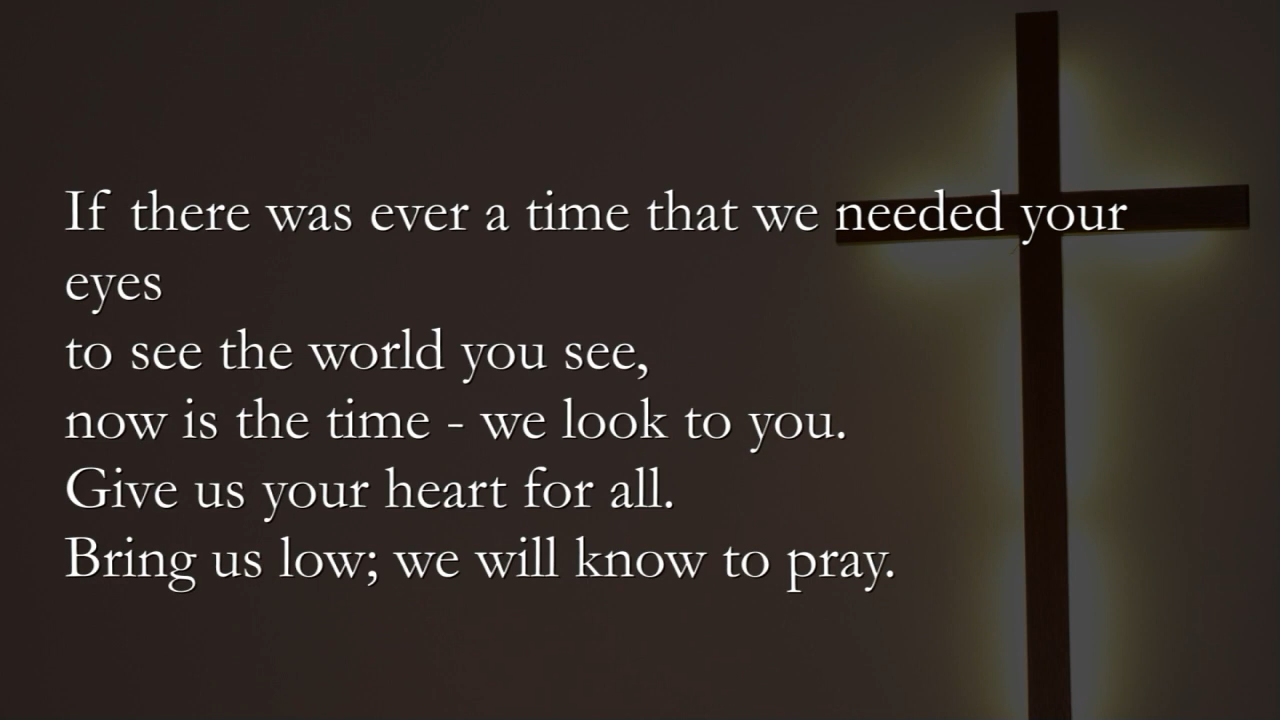 If there was ever a time that we needed your
eyes
to see the world you see,
now is the time - we look to you.
Give us your heart for all.
Bring us low; we will know to pray.